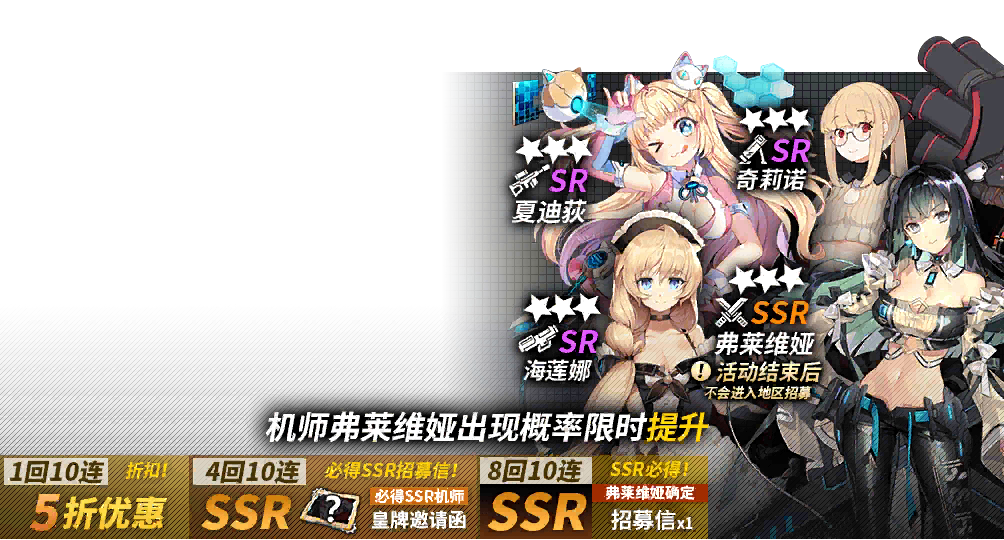 SR
夏迪荻
SR
奇莉诺
SR
海莲娜
SSR
弗莱维娅
! 活动结束后
不会进入地区招募
机师弗莱维娅出现概率限时提升
1回10连 折扣!
5折优惠
4回10连 必得SSR招募信!
SSR ? 必得SSR机师
皇牌邀请函
8回10连 SSR必得!
SSR 弗莱维娅确定
招募信x1